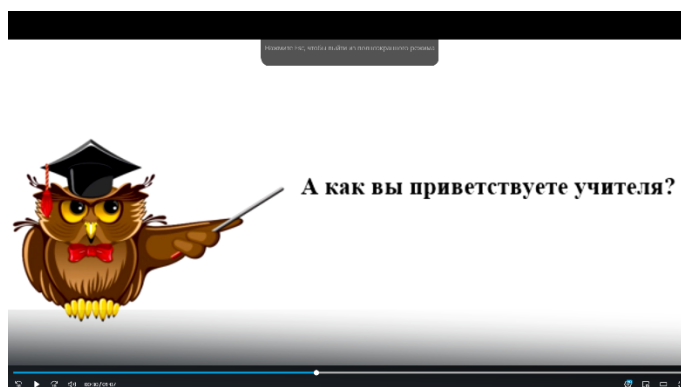 Нажмите Esc, чтобы выйти из полноэкранного режима
А как вы приветствуете учителя?